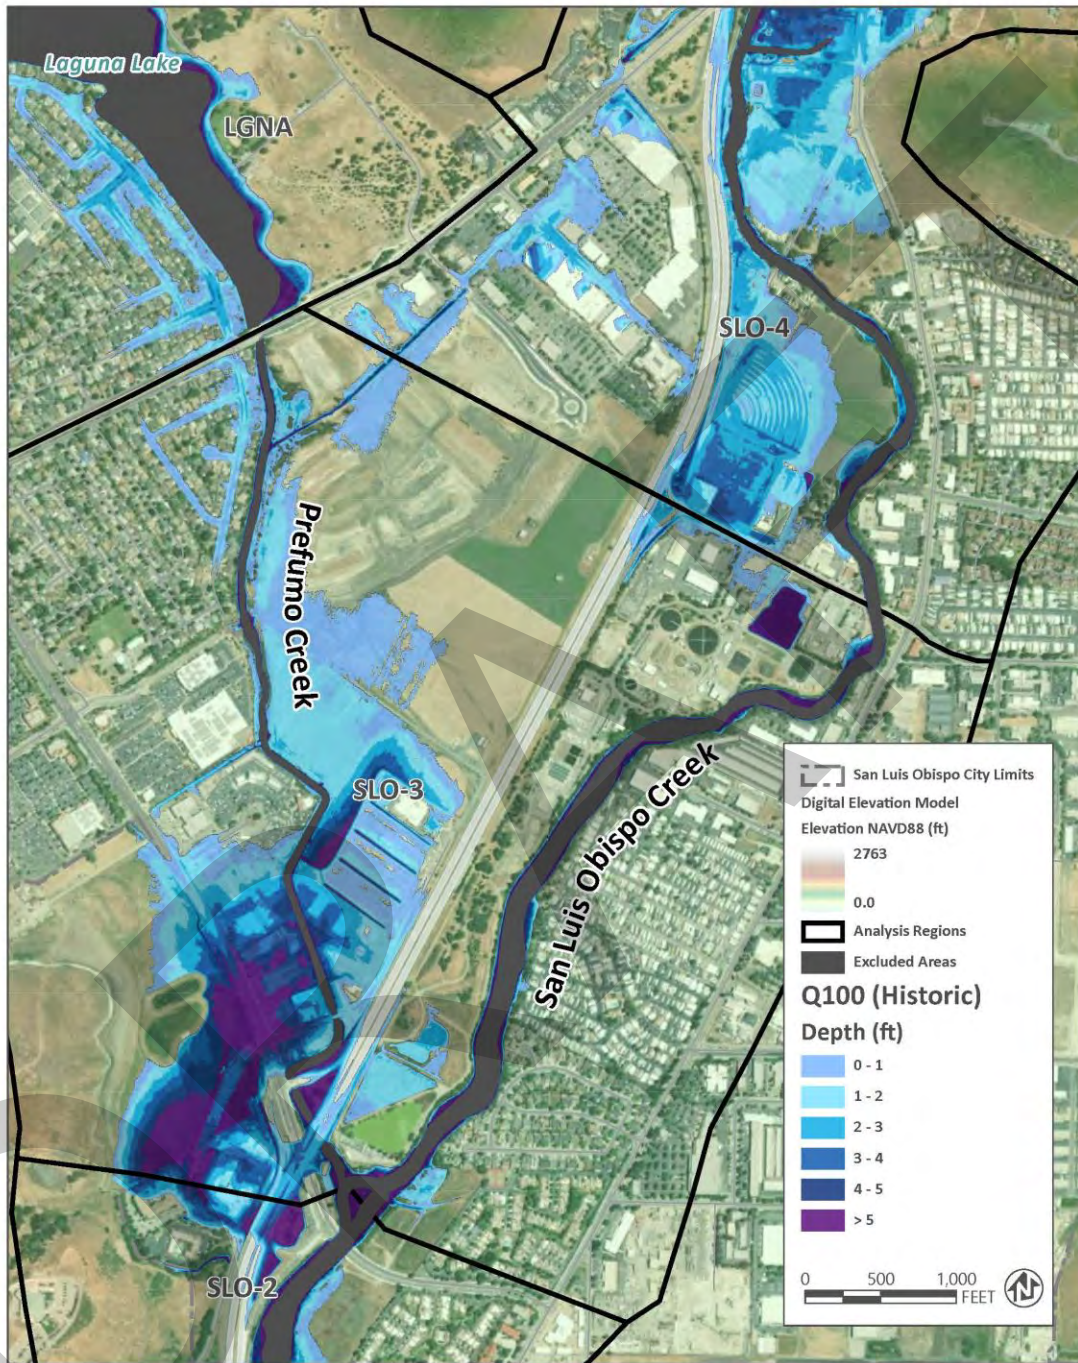 Laguna Lake
LGNA
SLO-4
Prefumo Creek
SLO-3
San Luis Obispo Creek
SLO-2
San Luis Obispo City Limits
Digital Elevation Model
Elevation NAVD88 (ft)
2763
0.0
Analysis Regions
Excluded Areas
Q100 (Historic)
Depth (ft)
0 - 1
1 - 2
2 - 3
3 - 4
4 - 5
> 5
0 500 1,000
FEET
N
DRAFT